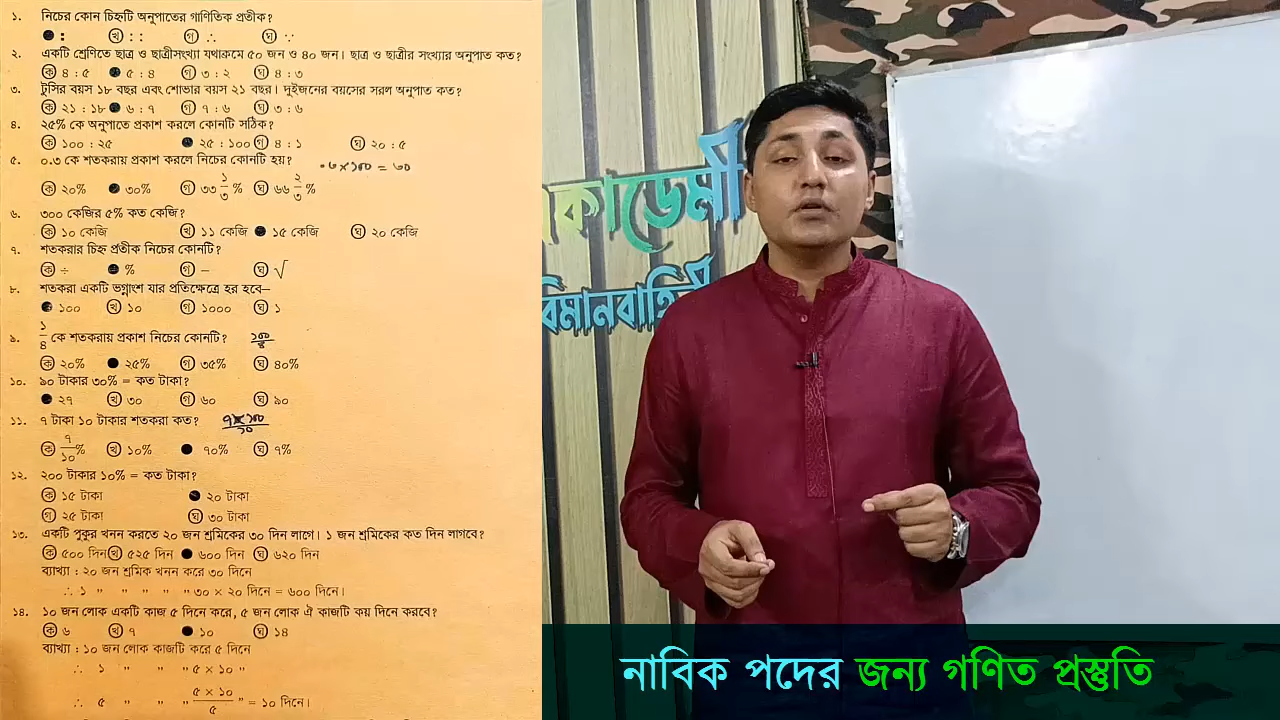 ১. নিচের কোন চিহ্নটি অনুপাতের গাণিতিক প্রতীক?
● : খ : : গ ∴ ঘ ∵
২. একটি শ্রেণিতে ছাত্র ও ছাত্রীসংখ্যা যথাক্রমে ৫০ জন ও ৪০ জন। ছাত্র ও ছাত্রীর সংখ্যার অনুপাত কত?
ক ৪ : ৫ ● ৫ : ৪ গ ৩ : ২ ঘ ৪ : ৩
৩. টুসির বয়স ১৮ বছর এবং শোভার বয়স ২১ বছর। দুইজনের বয়সের সরল অনুপাত কত?
ক ২১ : ১৮ ● ৬ : ৭ গ ৭ : ৬ ঘ ৩ : ৬
৪. ২৫% কে অনুপাতে প্রকাশ করলে কোনটি সঠিক?
ক ১০০ : ২৫ ● ২৫ : ১০০ গ ৪ : ১ ঘ ২০ : ৫
৫. ০.৩ কে শতকরায় প্রকাশ করলে নিচের কোনটি হয়? .৩ × ১০০ = ৩০
ক ২০% ● ৩০% গ ৩৩ ১/৩ % ঘ ৬৬ ২/৩ %
৬. ৩০০ কেজির ৫% কত কেজি?
ক ১০ কেজি খ ১১ কেজি ● ১৫ কেজি ঘ ২০ কেজি
৭. শতকরার চিহ্ন প্রতীক নিচের কোনটি?
ক ÷ ● % গ – ঘ √
৮. শতকরা একটি ভগ্নাংশ যার প্রতিক্ষেত্রে হর হবে–
● ১০০ খ ১০ গ ১০০০ ঘ ১
৯. ১/৪ কে শতকরায় প্রকাশ নিচের কোনটি? ১০০/৪
ক ২০% ● ২৫% গ ৩৫% ঘ ৪০%
১০. ৯০ টাকার ৩০% = কত টাকা?
● ২৭ খ ৩০ গ ৬০ ঘ ৯০
১১. ৭ টাকা ১০ টাকার শতকরা কত? ৭×১০০/১০
ক ৭/১০% খ ১০% ● ৭০% ঘ ৭%
১২. ২০০ টাকার ১০% = কত টাকা?
ক ১৫ টাকা ● ২০ টাকা
গ ২৫ টাকা ঘ ৩০ টাকা
১৩. একটি পুকুর খনন করতে ২০ জন শ্রমিকের ৩০ দিন লাগে। ১ জন শ্রমিকের কত দিন লাগবে?
ক ৫০০ দিন খ ৫২৫ দিন ● ৬০০ দিন ঘ ৬২০ দিন
ব্যাখ্যা : ২০ জন শ্রমিক খনন করে ৩০ দিনে
∴ ১ " " " " " ৩০ × ২০ দিনে = ৬০০ দিনে।
১৪. ১০ জন লোক একটি কাজ ৫ দিনে করে, ৫ জন লোক ঐ কাজটি কয় দিনে করবে?
ক ৬ খ ৭ ● ১০ ঘ ১৪
ব্যাখ্যা : ১০ জন লোক কাজটি করে ৫ দিনে
∴ ১ " " " " ৫ × ১০ "
∴ ৫ " " " " ৫ × ১০/৫ " = ১০ দিনে।
কাডেমী
বিমানবাহিনী
নাবিক পদের জন্য গণিত প্রস্তুতি